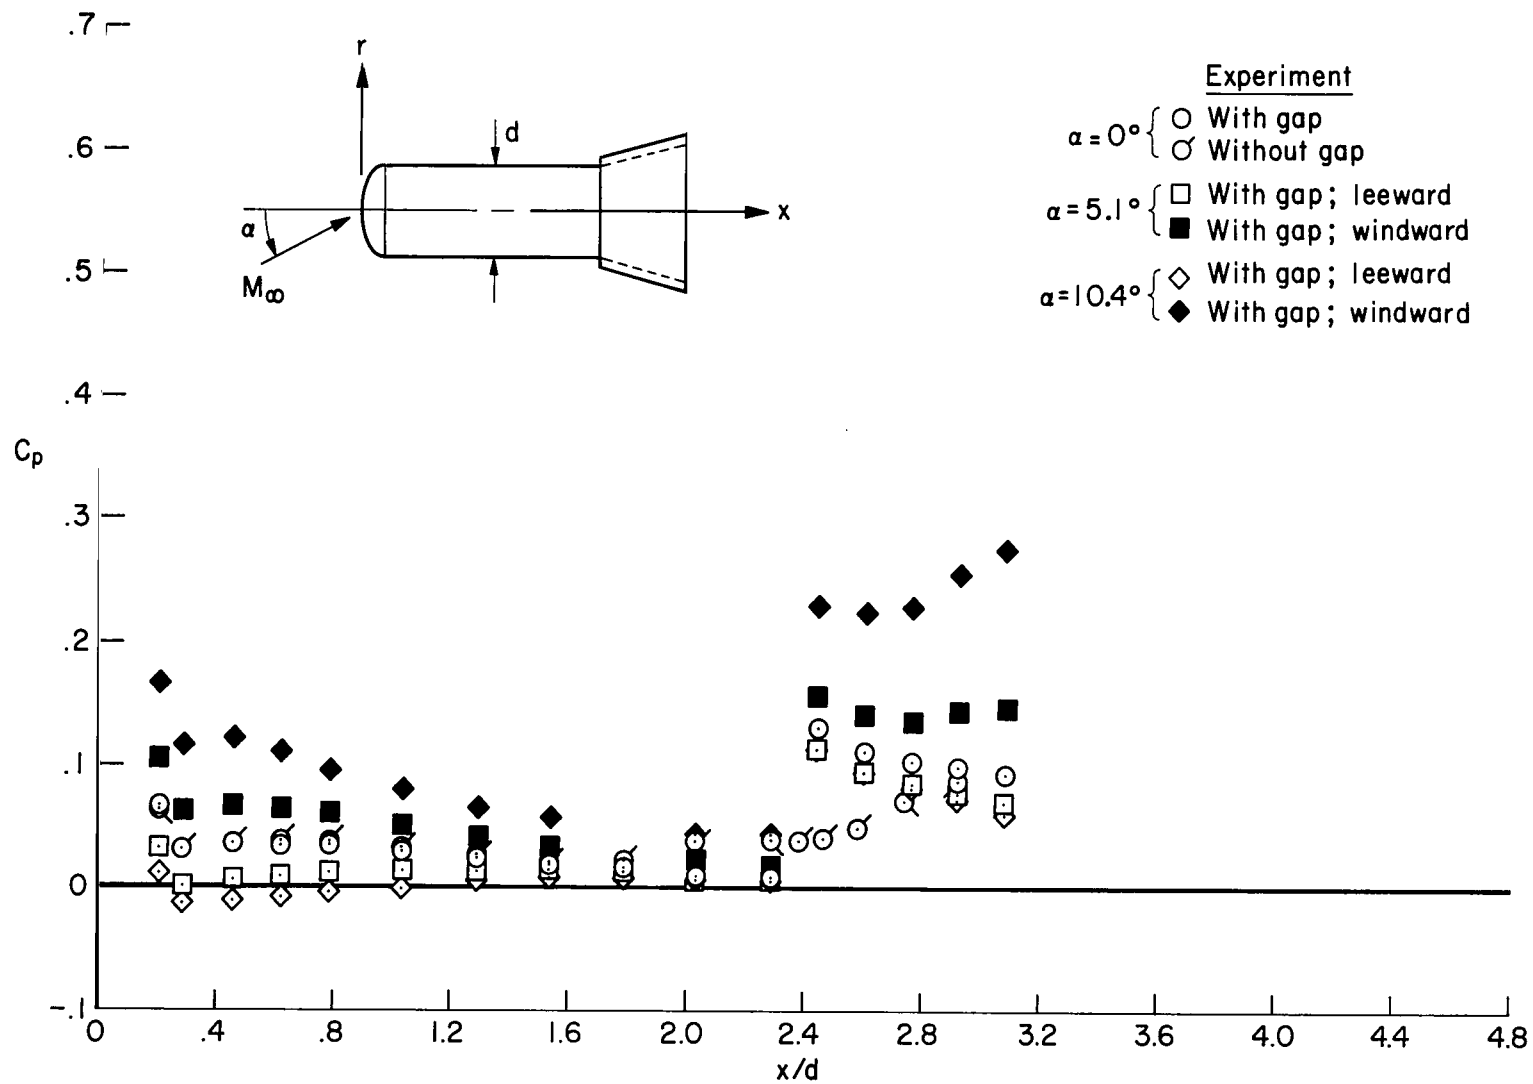 .7
r
Experiment
d
α = 0°
With gap
.6
Without gap
α = 5.1°
With gap; leeward
x
α
With gap; windward
.5
M∞
α = 10.4°
With gap; leeward
With gap; windward
.4
Cp
.3
.2
.1
0
-.1
0 .4 .8 1.2 1.6 2.0 2.4 2.8 3.2 3.6 4.0 4.4 4.8
x/d